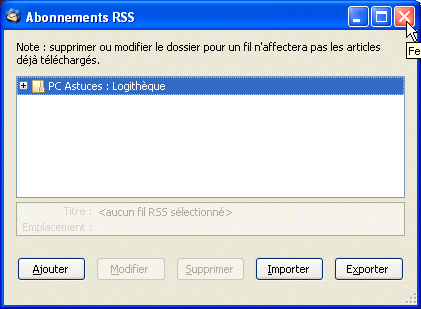 Abonnements RSS
Note : supprimer ou modifier le dossier pour un fil n'affectera pas les articles
déjà téléchargés.
PC Astuces : Logithèque
Titre : <aucun fil RSS sélectionné>
Emplacement :
Ajouter Modifier Supprimer Importer Exporter